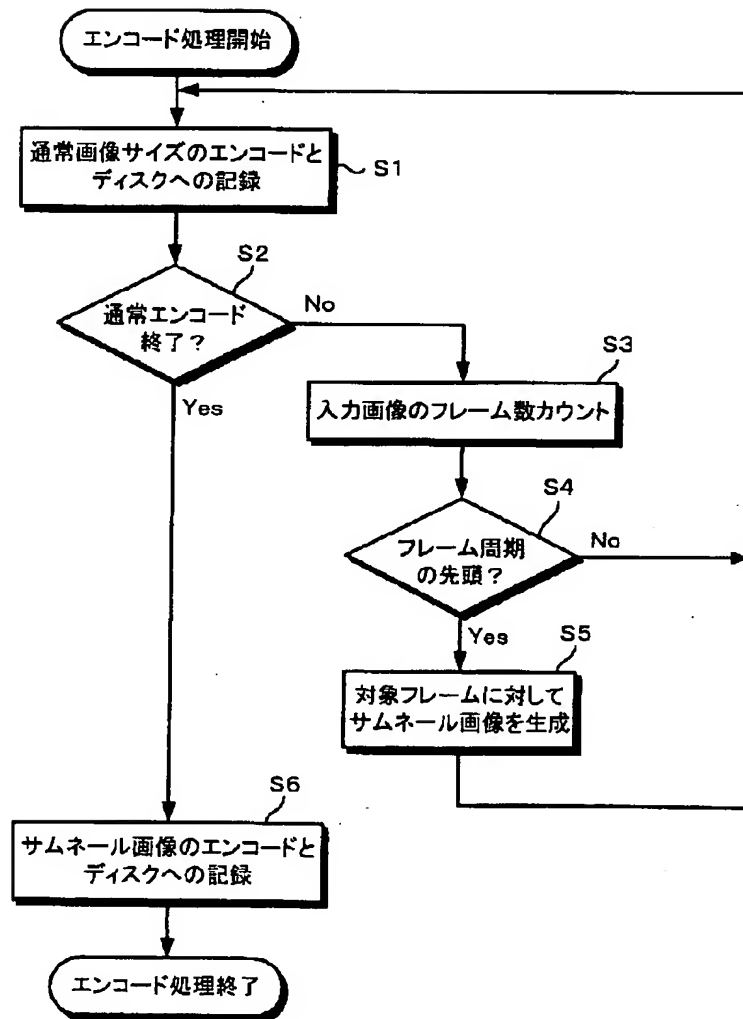 エンコード処理開始
通常画像サイズのエンコードと
ディスクへの記録
S1
S2
通常エンコード
終了?
No
Yes
S3
入力画像のフレーム数カウント
S4
フレーム周期
の先頭?
No
Yes
S5
対象フレームに対して
サムネール画像を生成
S6
サムネール画像のエンコードと
ディスクへの記録
エンコード処理終了